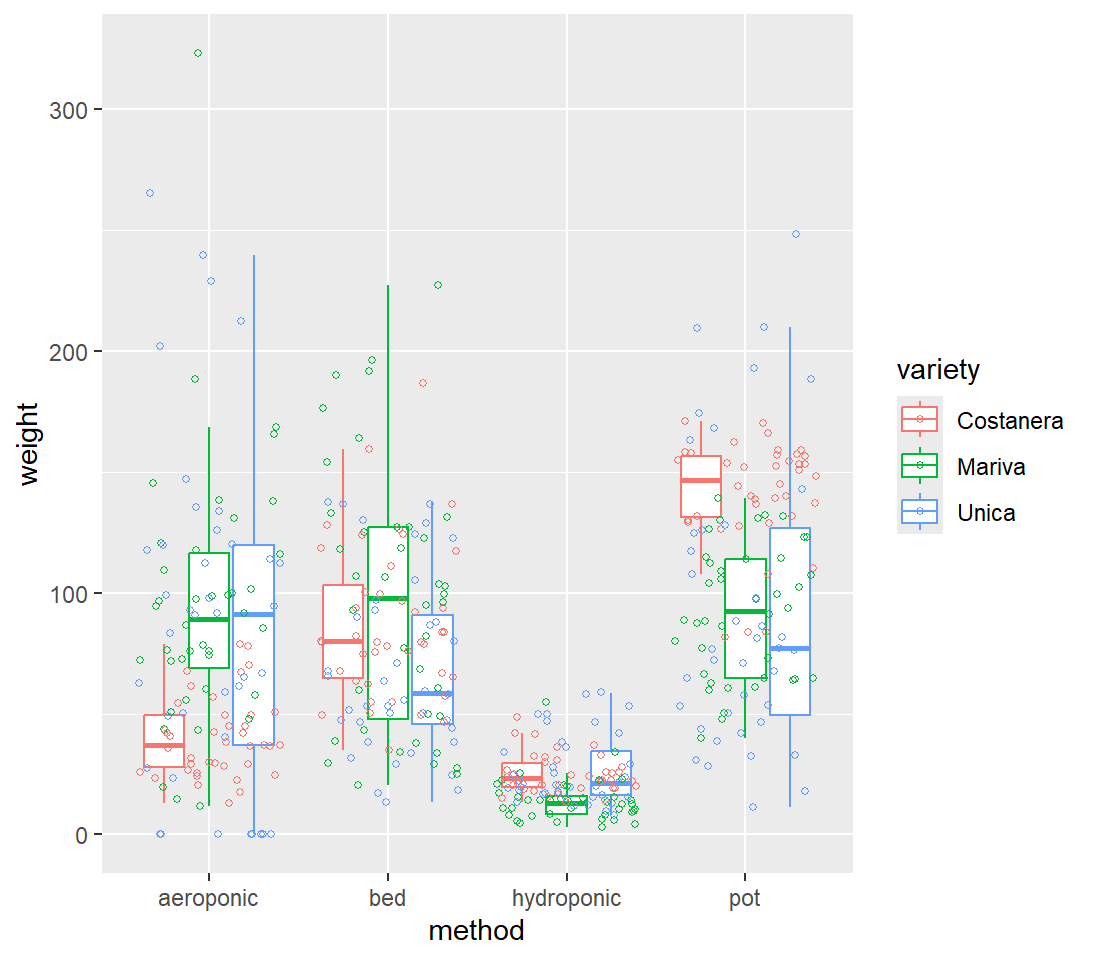 300
200
100
0
weight
aeroponic
bed
hydroponic
pot
method
variety
Costanera
Mariva
Unica